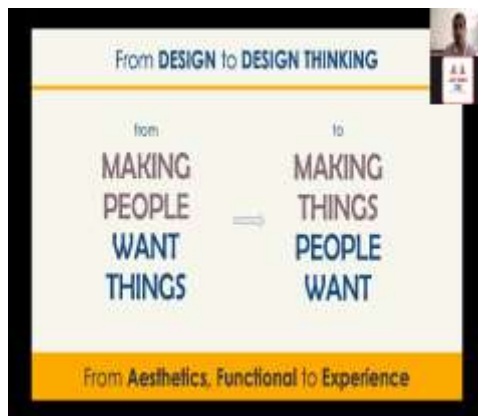 From DESIGN to DESIGN THINKING
from
MAKING
PEOPLE
WANT
THINGS
to
MAKING
THINGS
PEOPLE
WANT
From Aesthetics, Functional to Experience